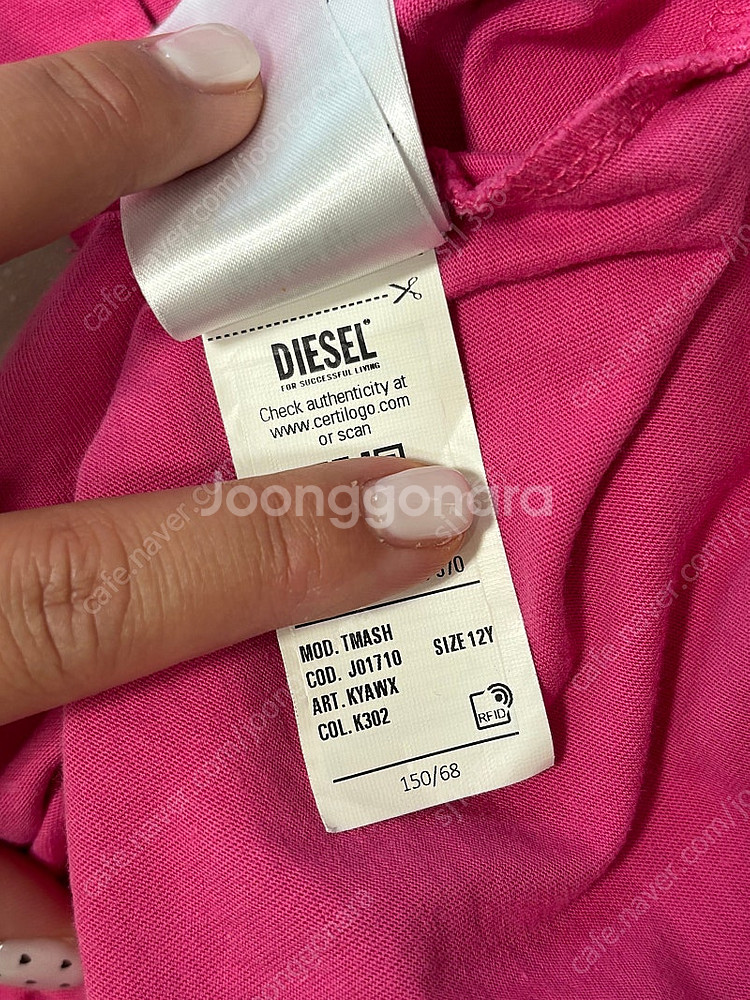 DIESEL®
FOR SUCCESSFUL LIVING
Check authenticity at
www.certilogo.com
or scan
MOD. TMASH
SIZE 12Y
COD. J01710
ART. KYAWX
COL. K302
RFID
150/68
Joonggonara